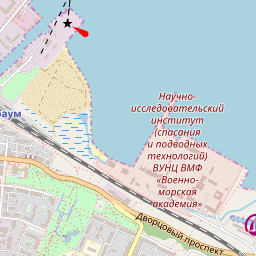 Научно-
исследовательский
институт
(спасания
и подводных
технологий)
ВУНЦ ВМФ
«Военно-
морская
академия»
баум
Дворцовый проспект